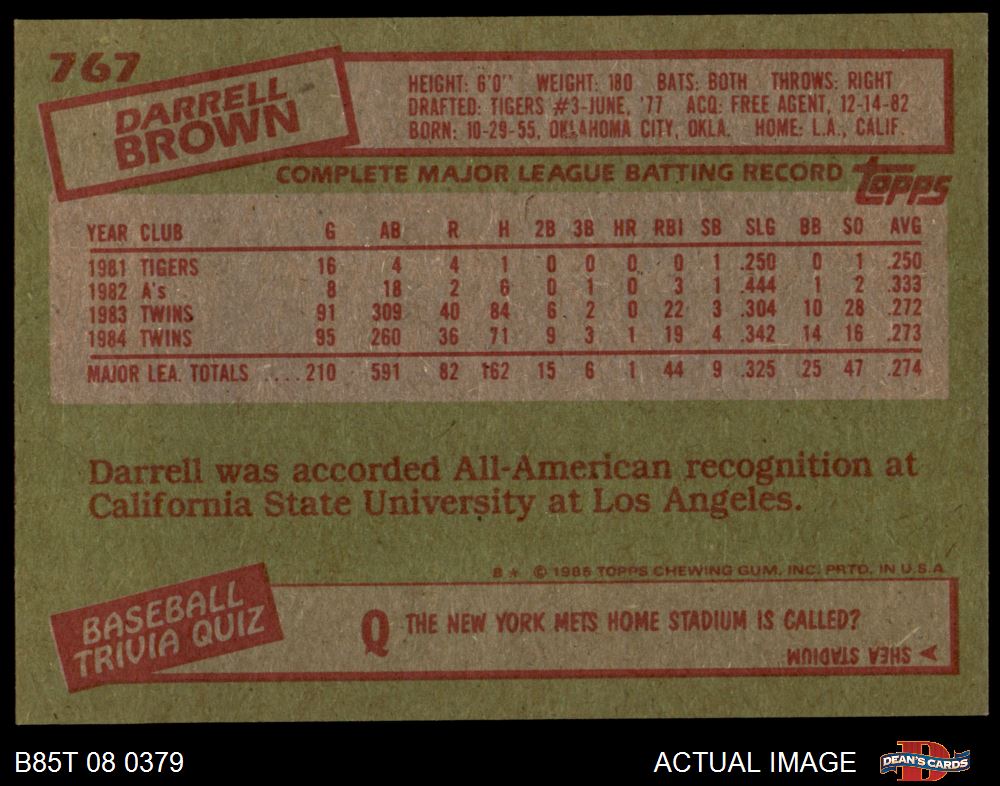 767
DARRELL
BROWN
HEIGHT: 6'0" WEIGHT: 180 BATS: BOTH THROWS: RIGHT
DRAFTED: TIGERS #3-JUNE, '77 ACQ: FREE AGENT, 12-14-82
BORN: 10-29-55, OKLAHOMA CITY, OKLA. HOME: L.A., CALIF.
COMPLETE MAJOR LEAGUE BATTING RECORD topps
YEAR CLUB G AB R H 2B 3B HR RBI SB SLG BB SO AVG
1981 TIGERS 16 4 4 1 0 0 0 0 1 .250 0 1 .250
1982 A's 8 18 2 6 0 1 0 3 1 .444 1 2 .333
1983 TWINS 91 309 40 84 6 2 0 22 3 .304 10 28 .272
1984 TWINS 95 260 36 71 9 3 1 19 4 .342 14 16 .273
MAJOR LEA. TOTALS ....210 591 82 162 15 6 1 44 9 .325 25 47 .274
Darrell was accorded All-American recognition at
California State University at Los Angeles.
B * © 1985 TOPPS CHEWING GUM, INC. PRTD. IN U.S.A.
BASEBALL
TRIVIA QUIZ
Q THE NEW YORK METS HOME STADIUM IS CALLED?
A SHEA STADIUM
B85T 08 0379
ACTUAL IMAGE
D
DEAN'S CARDS